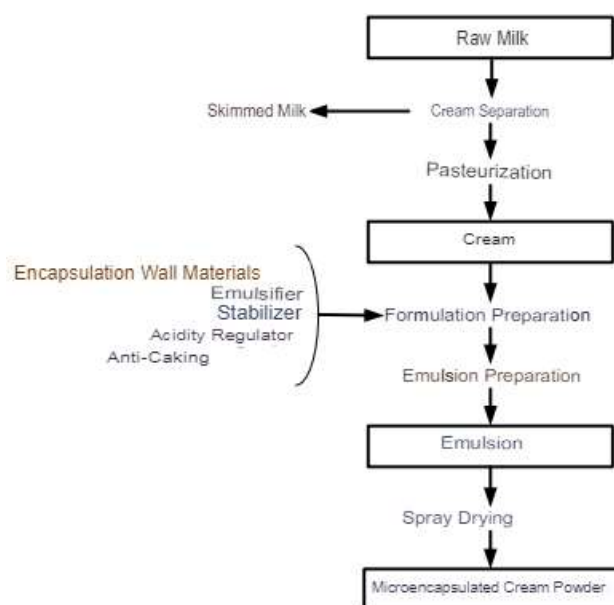 Raw Milk
Skimmed Milk
Cream Separation
Pasteurization
Cream
Encapsulation Wall Materials
Emulsifier
Stabilizer
Acidity Regulator
Anti-Caking
Formulation Preparation
Emulsion Preparation
Emulsion
Spray Drying
Microencapsulated Cream Powder